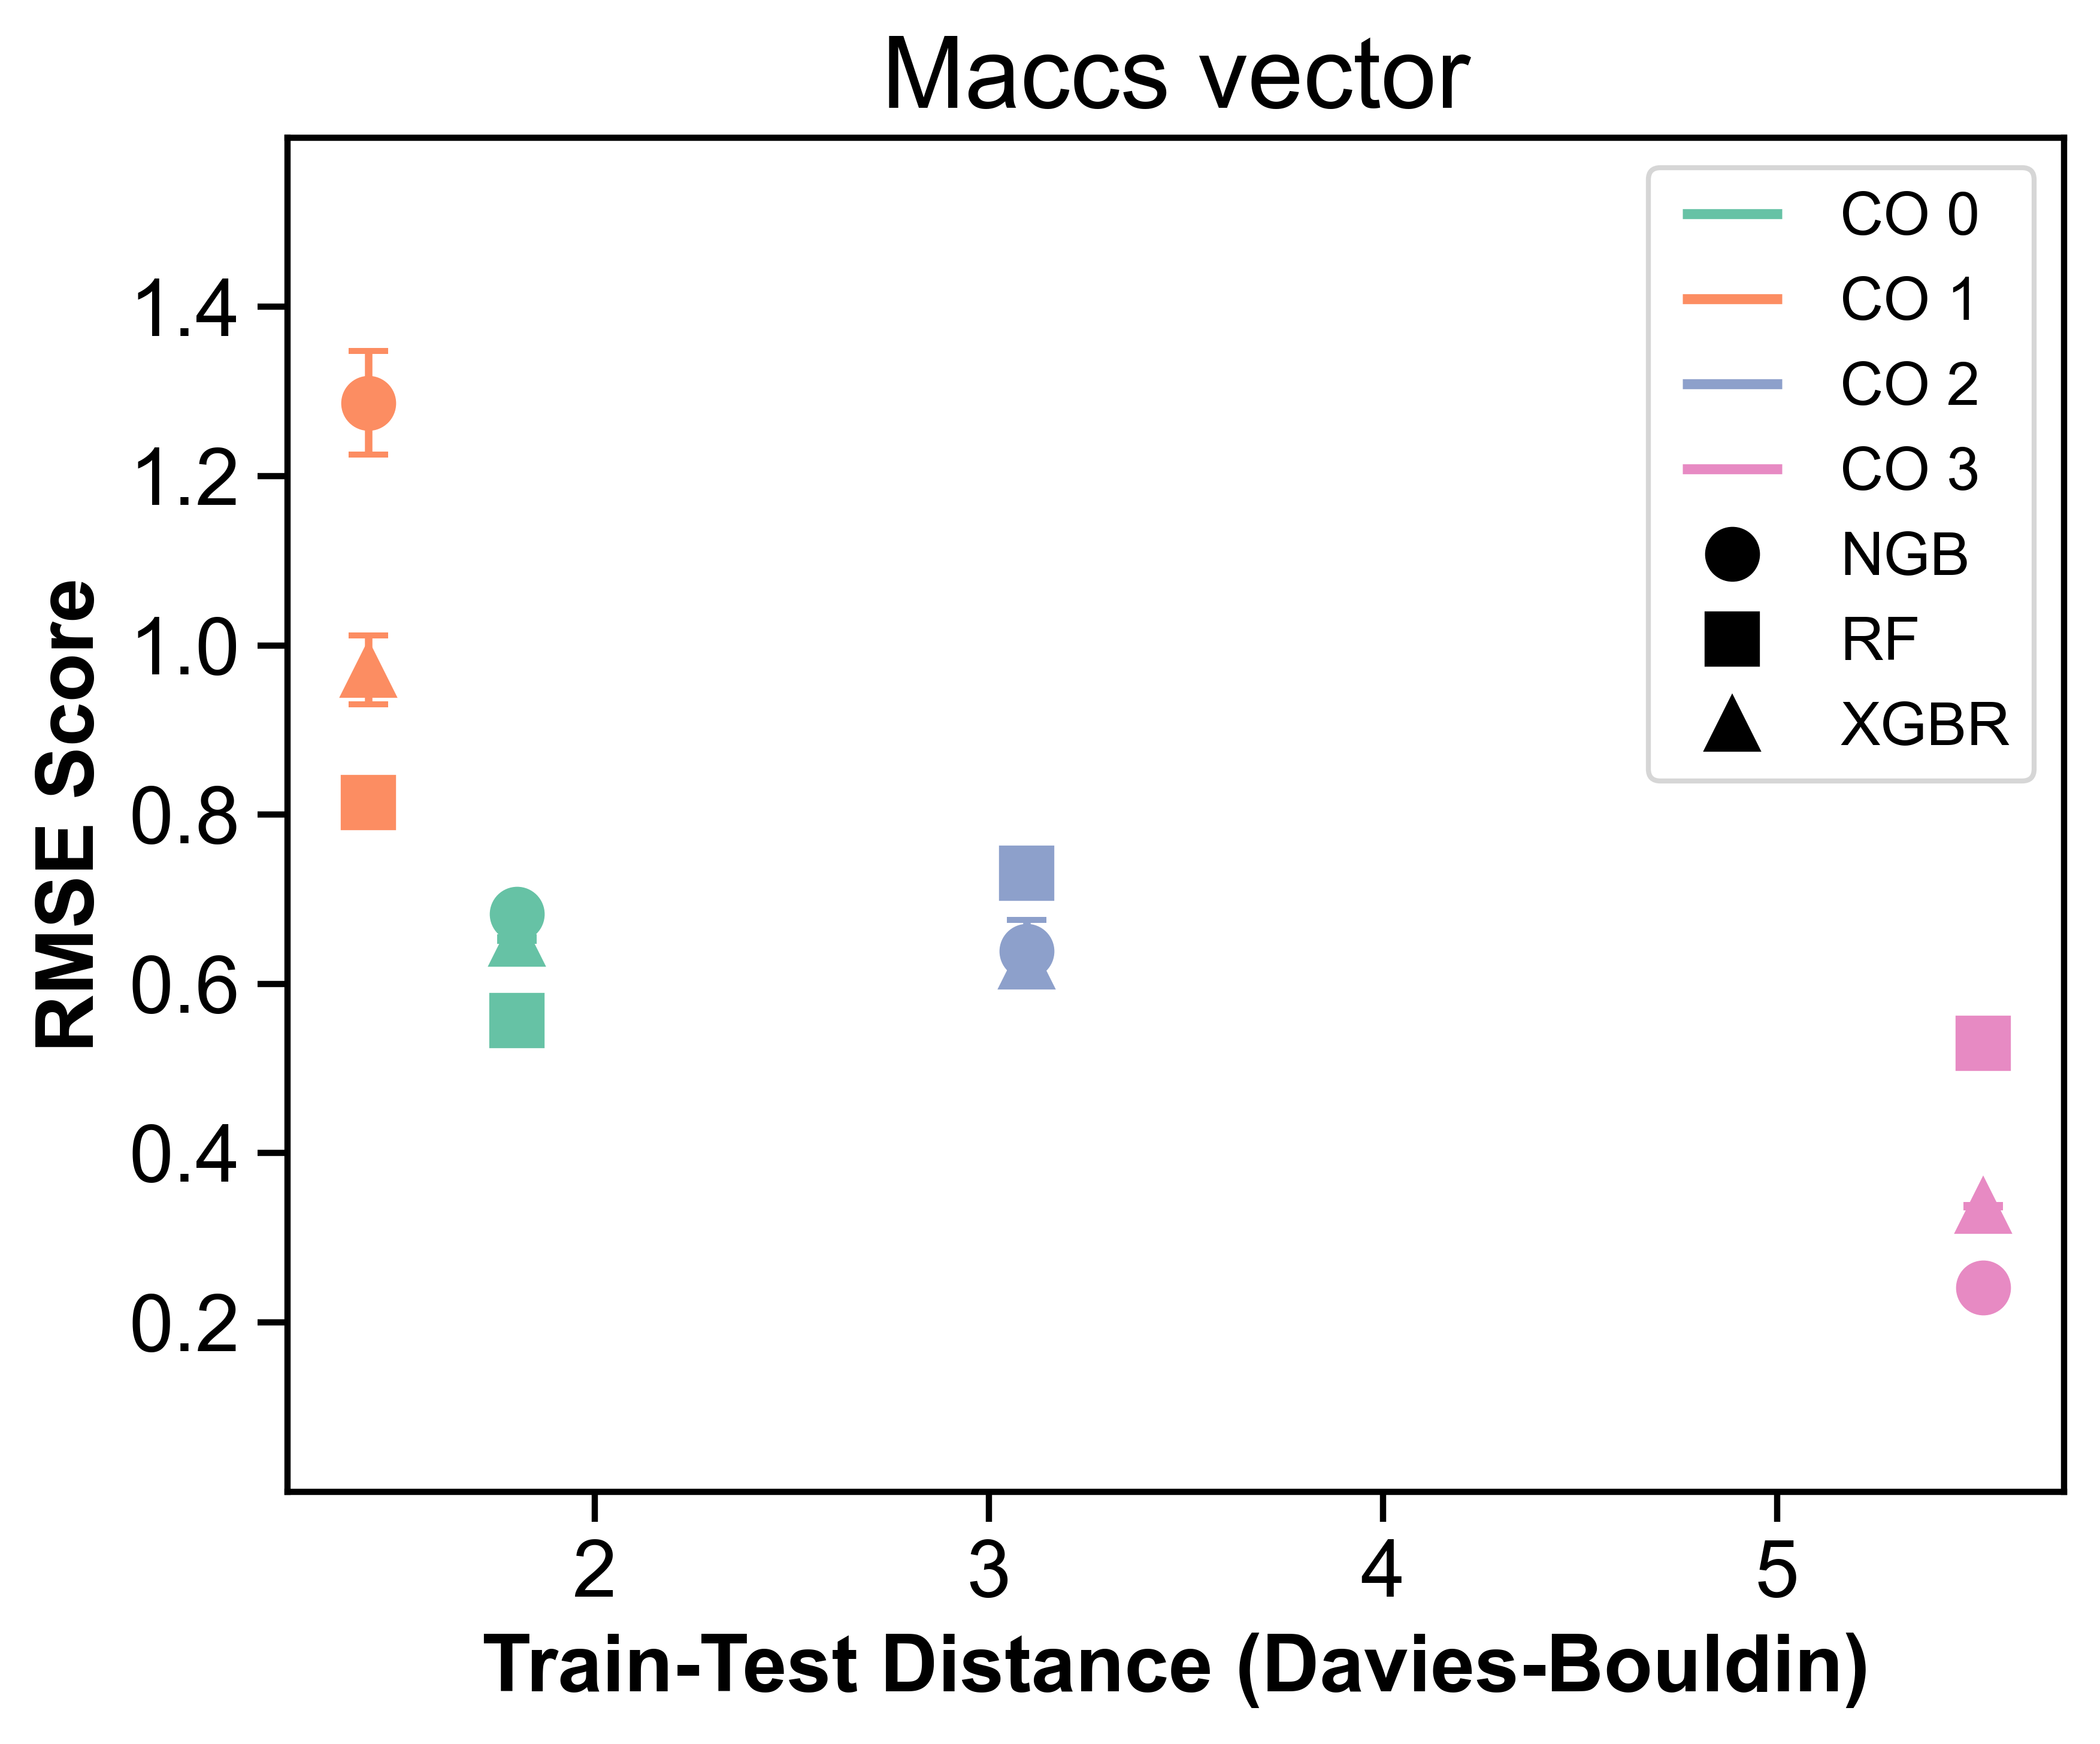 Maccs vector
CO 0
CO 1
CO 2
CO 3
NGB
RF
XGBR
1.4
1.2
1.0
0.8
0.6
0.4
0.2
RMSE Score
2 3 4 5
Train-Test Distance (Davies-Bouldin)